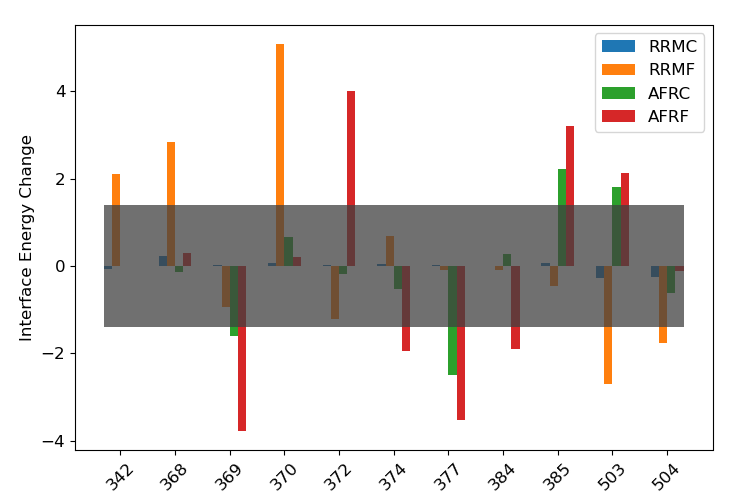 RRMC
RRMF
AFRC
AFRF
Interface Energy Change
4
2
0
−2
−4
342 368 369 370 372 374 377 384 385 503 504